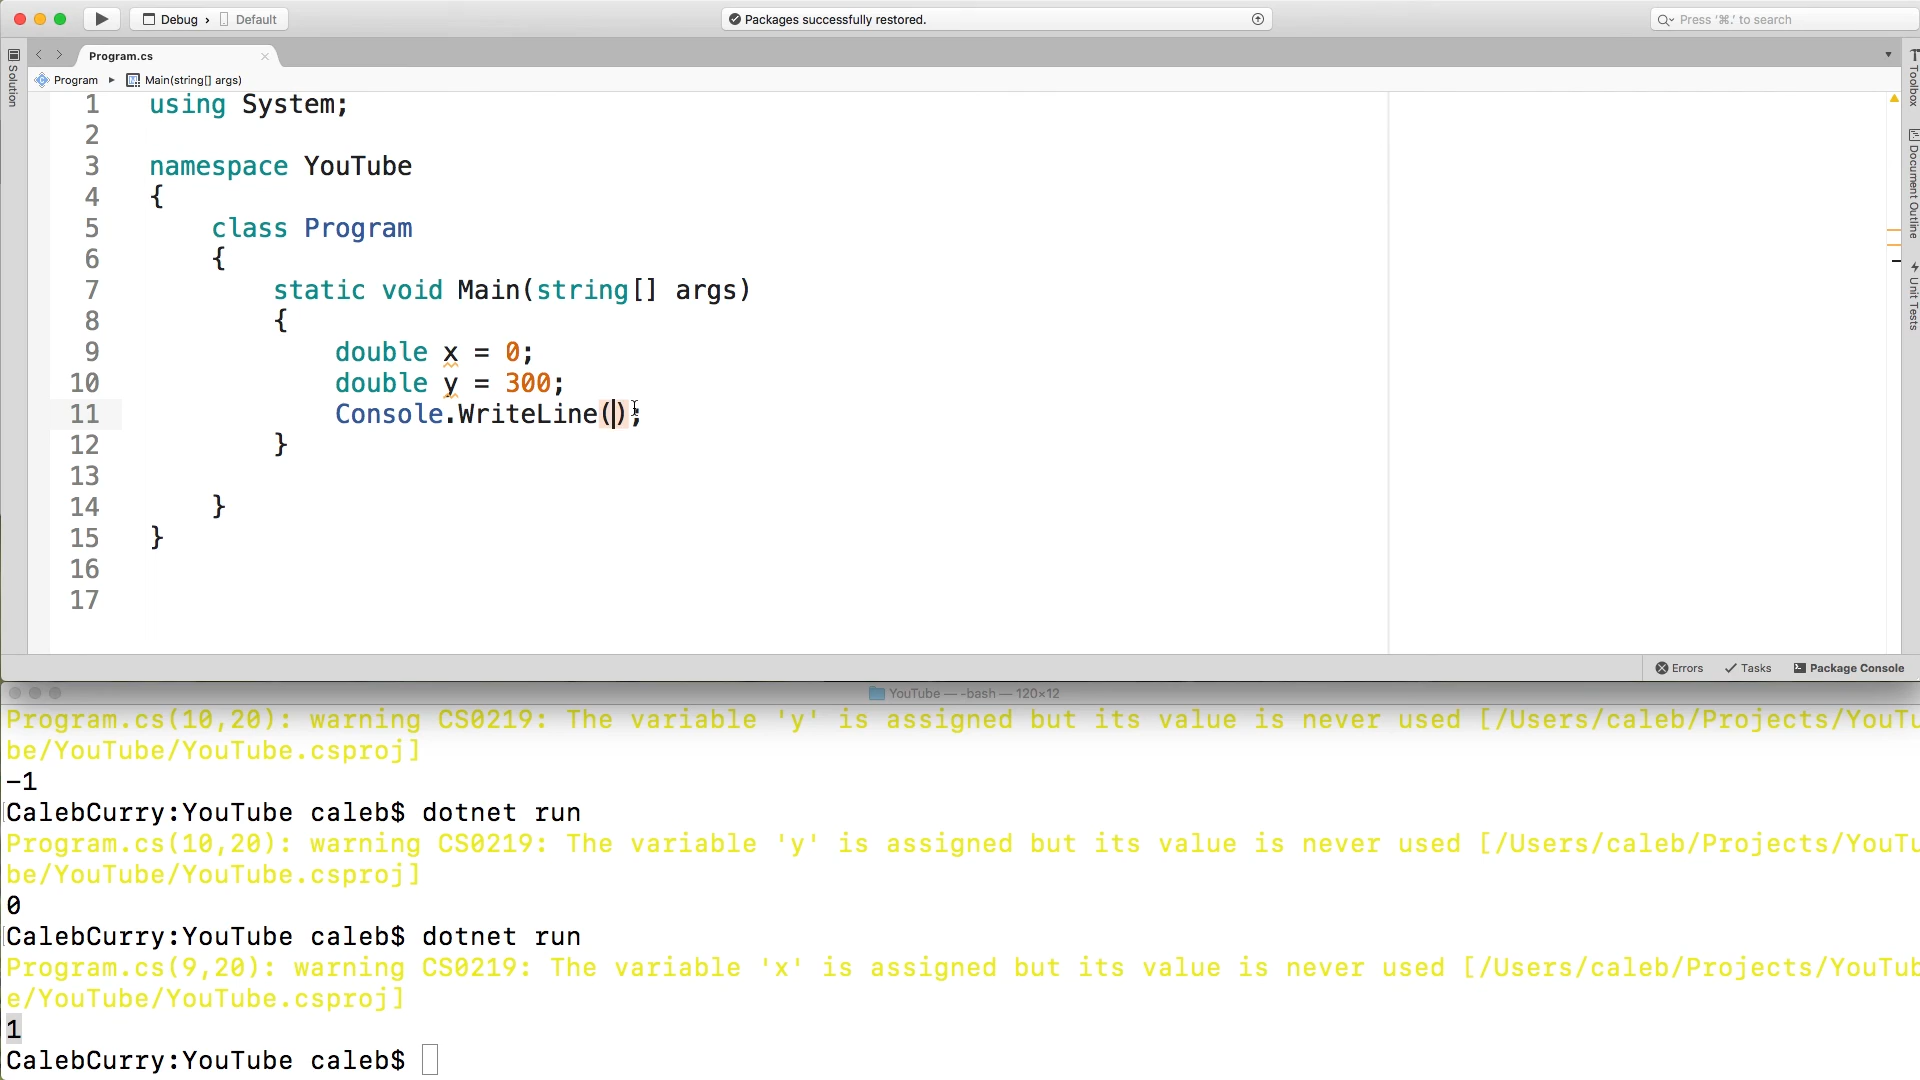 Debug › Default
Packages successfully restored.
Press '⌘.' to search
Program.cs
Program ▸ Main(string[] args)
Solution
Toolbox
Document Outline
Unit Tests
1 using System;
2
3 namespace YouTube
4 {
5 class Program
6 {
7 static void Main(string[] args)
8 {
9 double x = 0;
10 double y = 300;
11 Console.WriteLine();
12 }
13
14 }
15 }
16
17
Errors Tasks Package Console
YouTube — -bash — 120×12
Program.cs(10,20): warning CS0219: The variable 'y' is assigned but its value is never used [/Users/caleb/Projects/YouTu
be/YouTube/YouTube.csproj]
-1
CalebCurry:YouTube caleb$ dotnet run
Program.cs(10,20): warning CS0219: The variable 'y' is assigned but its value is never used [/Users/caleb/Projects/YouTu
be/YouTube/YouTube.csproj]
0
CalebCurry:YouTube caleb$ dotnet run
Program.cs(9,20): warning CS0219: The variable 'x' is assigned but its value is never used [/Users/caleb/Projects/YouTub
e/YouTube/YouTube.csproj]
1
CalebCurry:YouTube caleb$